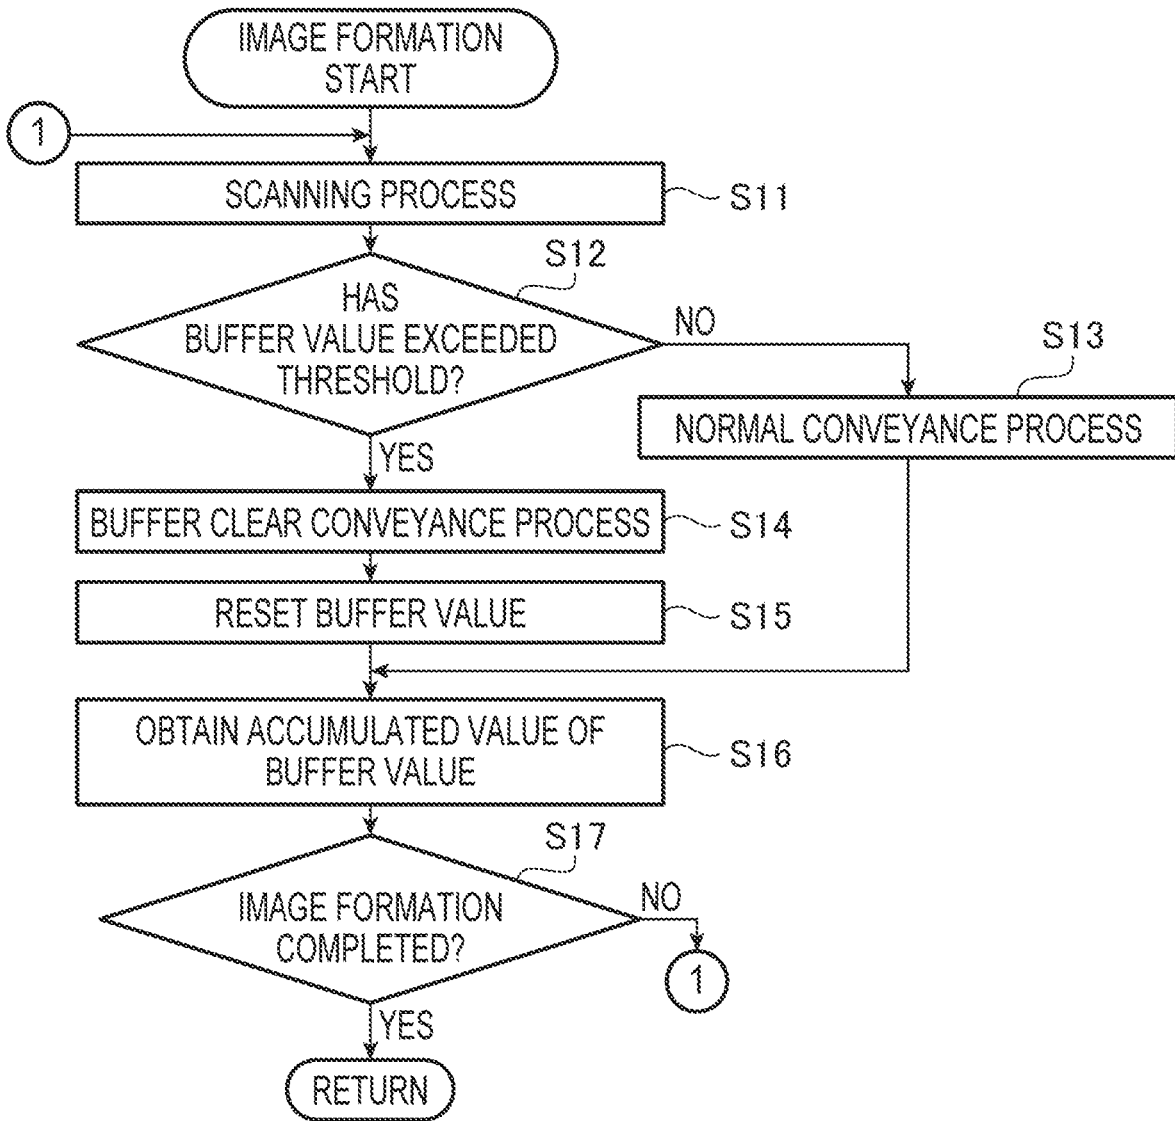 IMAGE FORMATION
START
1
SCANNING PROCESS
S11
S12
HAS
BUFFER VALUE EXCEEDED
THRESHOLD?
NO
S13
NORMAL CONVEYANCE PROCESS
YES
BUFFER CLEAR CONVEYANCE PROCESS
S14
RESET BUFFER VALUE
S15
OBTAIN ACCUMULATED VALUE OF
BUFFER VALUE
S16
S17
IMAGE FORMATION
COMPLETED?
NO
1
YES
RETURN